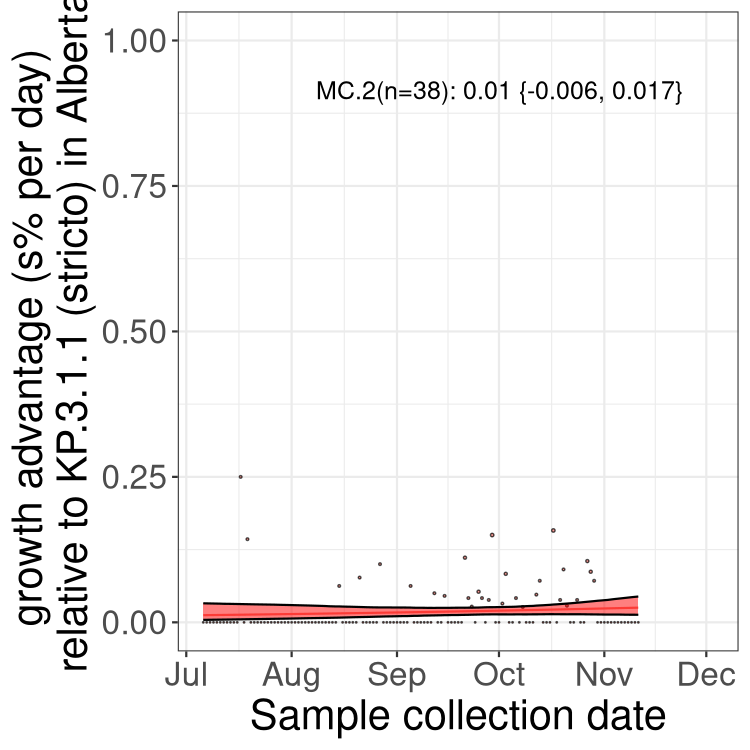 growth advantage (s% per day)
relative to KP.3.1.1 (stricto) in Alberta
1.00
0.75
0.50
0.25
0.00
MC.2(n=38): 0.01 {-0.006, 0.017}
Jul Aug Sep Oct Nov Dec
Sample collection date